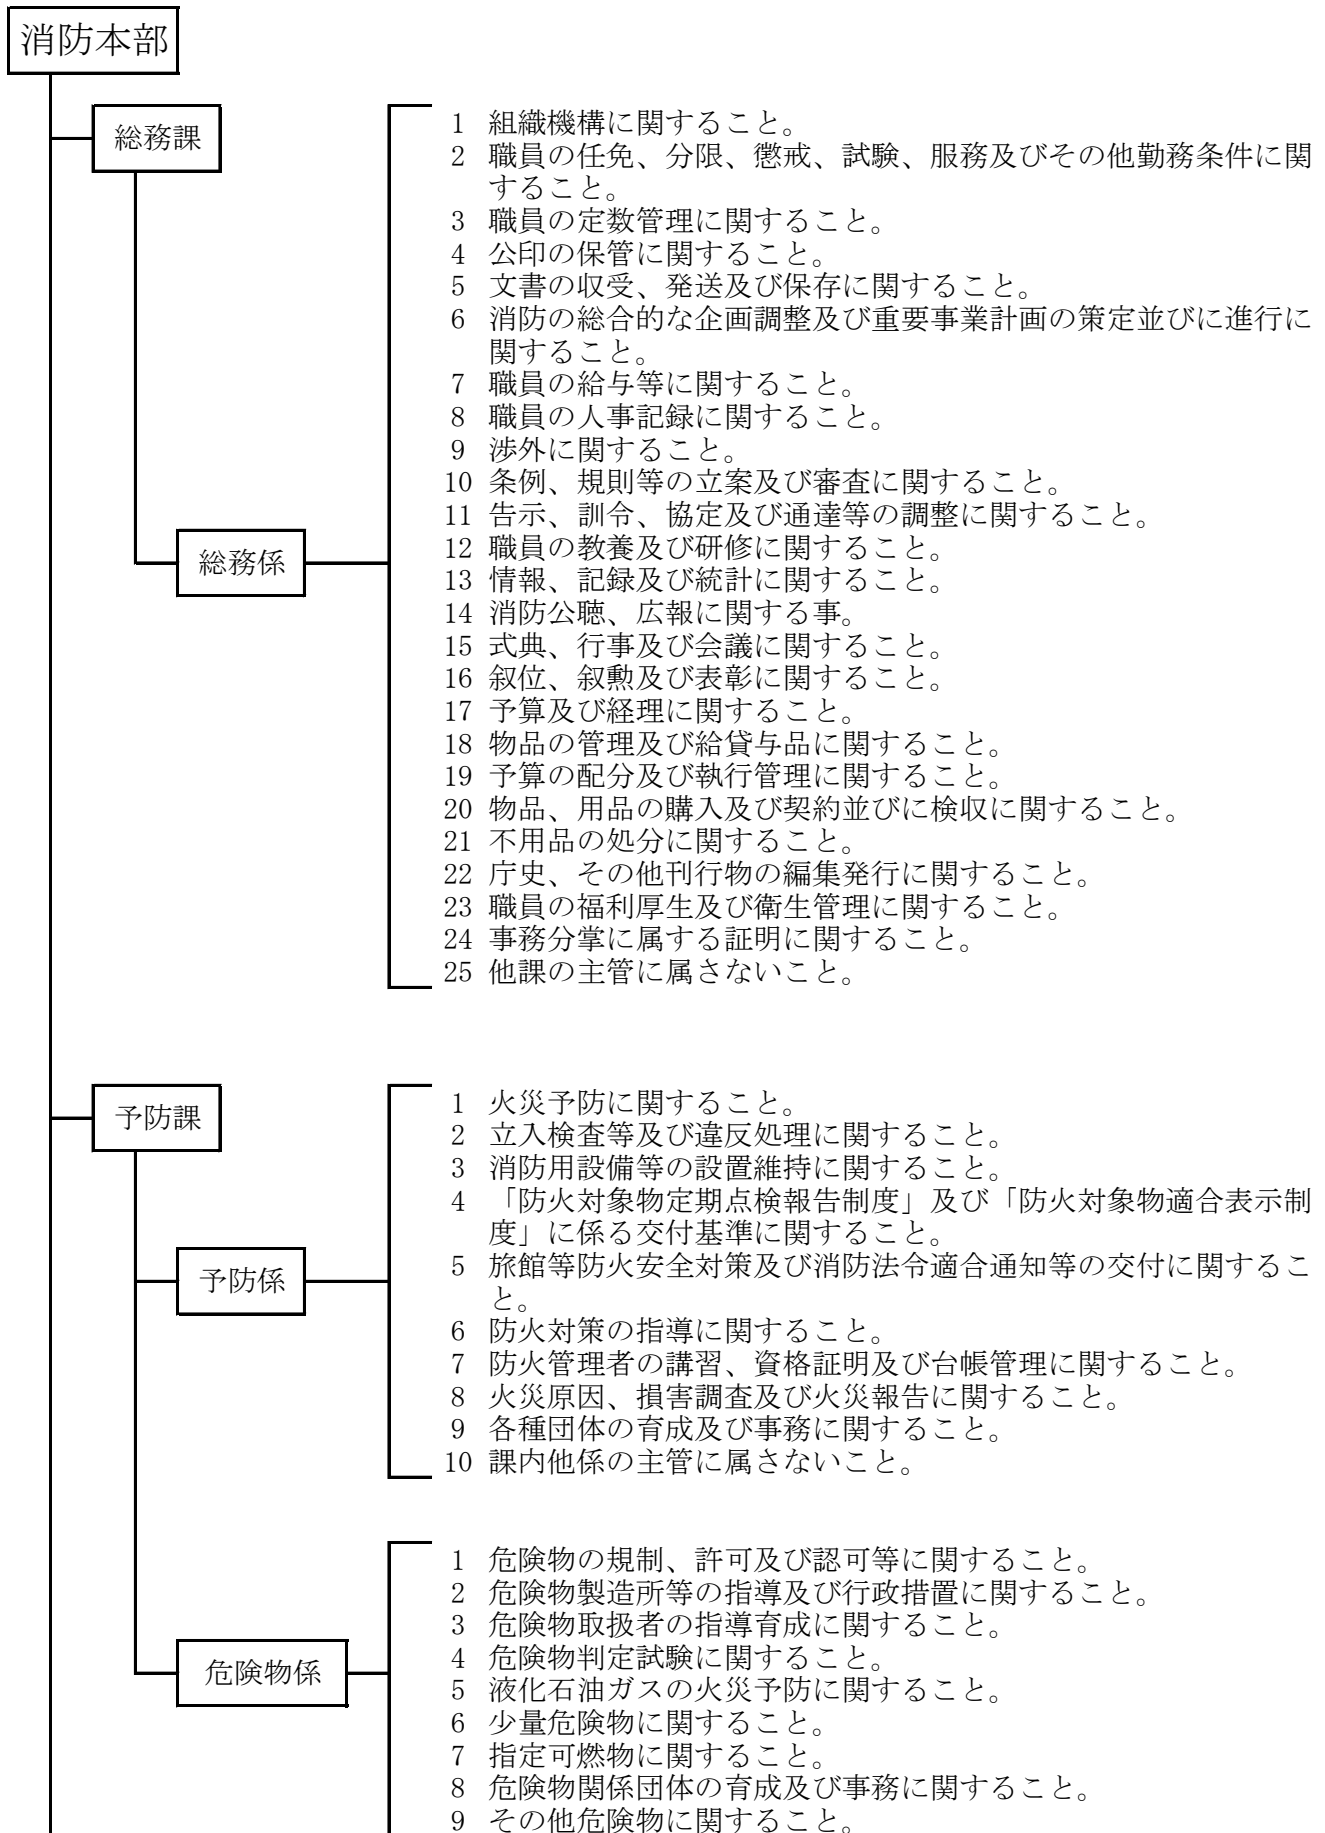 消防本部
総務課
総務係
1 組織機構に関すること。
2 職員の任免、分限、懲戒、試験、服務及びその他勤務条件に関
すること。
3 職員の定数管理に関すること。
4 公印の保管に関すること。
5 文書の収受、発送及び保存に関すること。
6 消防の総合的な企画調整及び重要事業計画の策定並びに進行に
関すること。
7 職員の給与等に関すること。
8 職員の人事記録に関すること。
9 渉外に関すること。
10 条例、規則等の立案及び審査に関すること。
11 告示、訓令、協定及び通達等の調整に関すること。
12 職員の教養及び研修に関すること。
13 情報、記録及び統計に関すること。
14 消防公聴、広報に関する事。
15 式典、行事及び会議に関すること。
16 叙位、叙勲及び表彰に関すること。
17 予算及び経理に関すること。
18 物品の管理及び給貸与品に関すること。
19 予算の配分及び執行管理に関すること。
20 物品、用品の購入及び契約並びに検収に関すること。
21 不用品の処分に関すること。
22 庁史、その他刊行物の編集発行に関すること。
23 職員の福利厚生及び衛生管理に関すること。
24 事務分掌に属する証明に関すること。
25 他課の主管に属さないこと。
予防課
予防係
1 火災予防に関すること。
2 立入検査等及び違反処理に関すること。
3 消防用設備等の設置維持に関すること。
4 「防火対象物定期点検報告制度」及び「防火対象物適合表示制
度」に係る交付基準に関すること。
5 旅館等防火安全対策及び消防法令適合通知等の交付に関するこ
と。
6 防火対策の指導に関すること。
7 防火管理者の講習、資格証明及び台帳管理に関すること。
8 火災原因、損害調査及び火災報告に関すること。
9 各種団体の育成及び事務に関すること。
10 課内他係の主管に属さないこと。
危険物係
1 危険物の規制、許可及び認可等に関すること。
2 危険物製造所等の指導及び行政措置に関すること。
3 危険物取扱者の指導育成に関すること。
4 危険物判定試験に関すること。
5 液化石油ガスの火災予防に関すること。
6 少量危険物に関すること。
7 指定可燃物に関すること。
8 危険物関係団体の育成及び事務に関すること。
9 その他危険物に関すること。